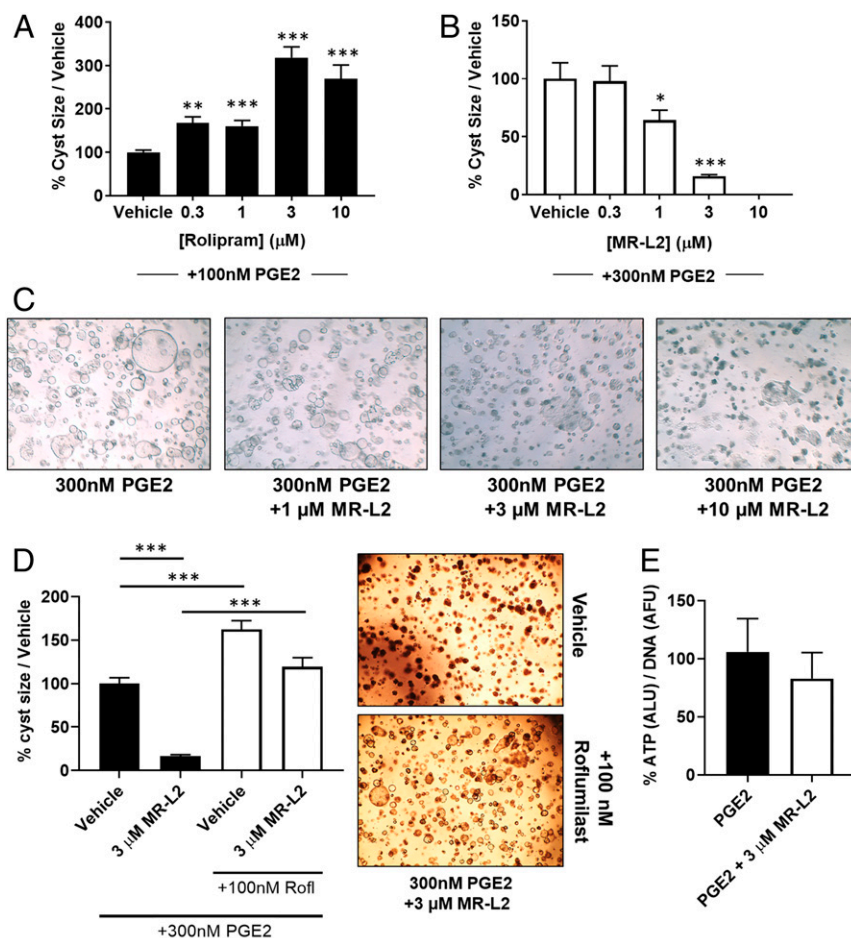 A
% Cyst Size / Vehicle
400
300
200
100
0
**
***
***
***
Vehicle 0.3 1 3 10
[Rolipram] (μM)
+100nM PGE2
B
% Cyst Size / Vehicle
150
100
50
0
*
***
Vehicle 0.3 1 3 10
[MR-L2] (μM)
+300nM PGE2
C
300nM PGE2
300nM PGE2
+1 μM MR-L2
300nM PGE2
+3 μM MR-L2
300nM PGE2
+10 μM MR-L2
D
% cyst size / Vehicle
200
150
100
50
0
***
***
***
Vehicle
3 μM MR-L2
Vehicle
3 μM MR-L2
+100nM Rofl
+300nM PGE2
Vehicle
+100 nM
Roflumilast
300nM PGE2
+3 μM MR-L2
E
% ATP (ALU) / DNA (AFU)
150
100
50
0
PGE2
PGE2 + 3 μM MR-L2